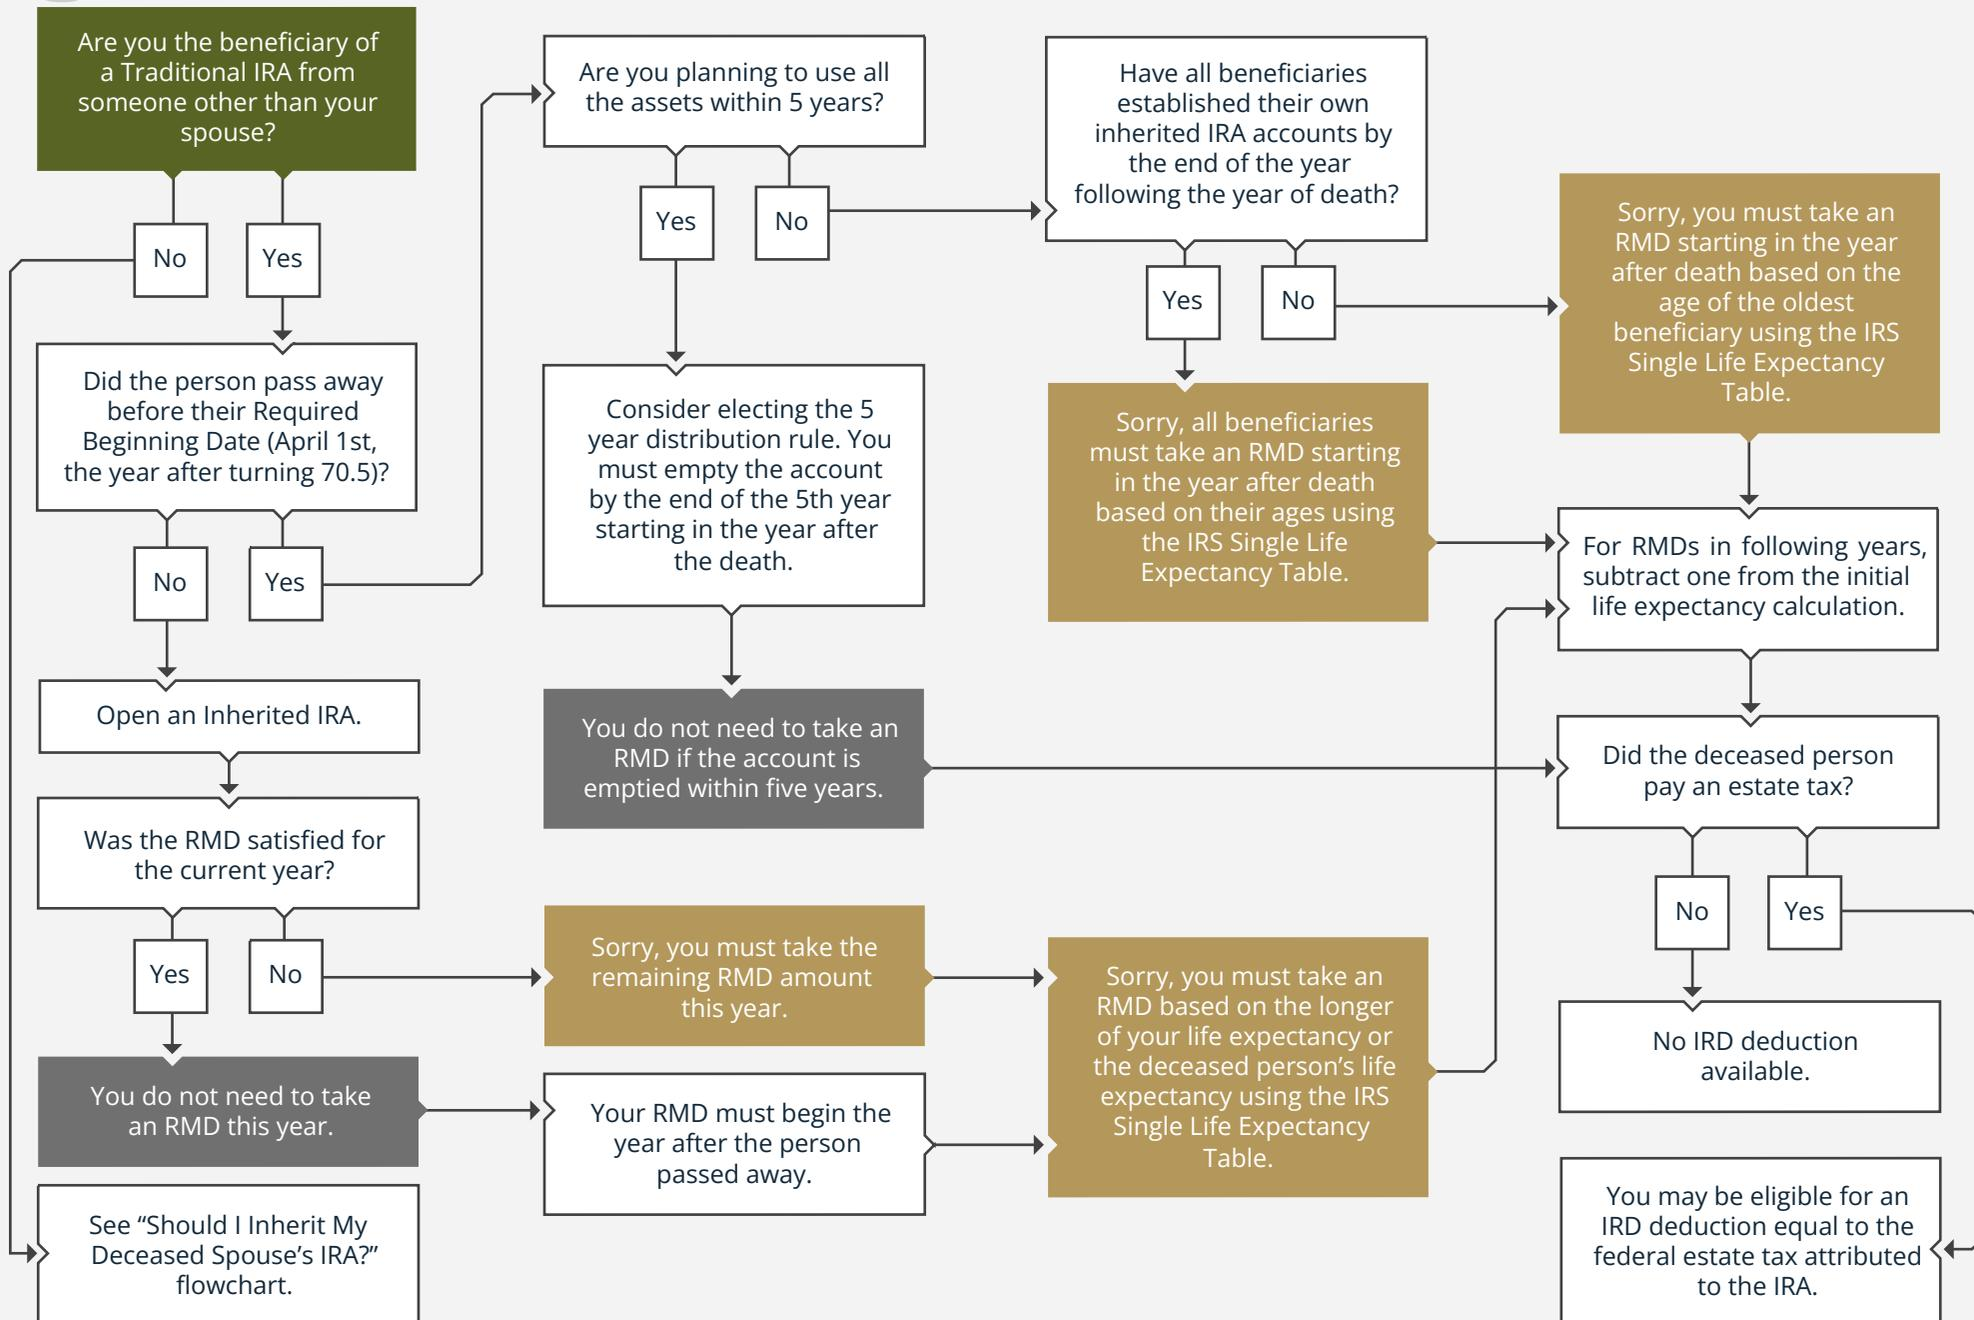 Are you the beneficiary of
a Traditional IRA from
someone other than your
spouse?
No
Yes
Did the person pass away
before their Required
Beginning Date (April 1st,
the year after turning 70.5)?
No
Yes
Open an Inherited IRA.
Was the RMD satisfied for
the current year?
Yes
No
You do not need to take
an RMD this year.
See “Should I Inherit My
Deceased Spouse’s IRA?”
flowchart.
Are you planning to use all
the assets within 5 years?
Yes
No
Consider electing the 5
year distribution rule. You
must empty the account
by the end of the 5th year
starting in the year after
the death.
You do not need to take an
RMD if the account is
emptied within five years.
Sorry, you must take the
remaining RMD amount
this year.
Your RMD must begin the
year after the person
passed away.
Have all beneficiaries
established their own
inherited IRA accounts by
the end of the year
following the year of death?
Yes
No
Sorry, all beneficiaries
must take an RMD starting
in the year after death
based on their ages using
the IRS Single Life
Expectancy Table.
Sorry, you must take an
RMD based on the longer
of your life expectancy or
the deceased person’s life
expectancy using the IRS
Single Life Expectancy
Table.
Sorry, you must take an
RMD starting in the year
after death based on the
age of the oldest
beneficiary using the IRS
Single Life Expectancy
Table.
For RMDs in following years,
subtract one from the initial
life expectancy calculation.
Did the deceased person
pay an estate tax?
No
Yes
No IRD deduction
available.
You may be eligible for an
IRD deduction equal to the
federal estate tax attributed
to the IRA.